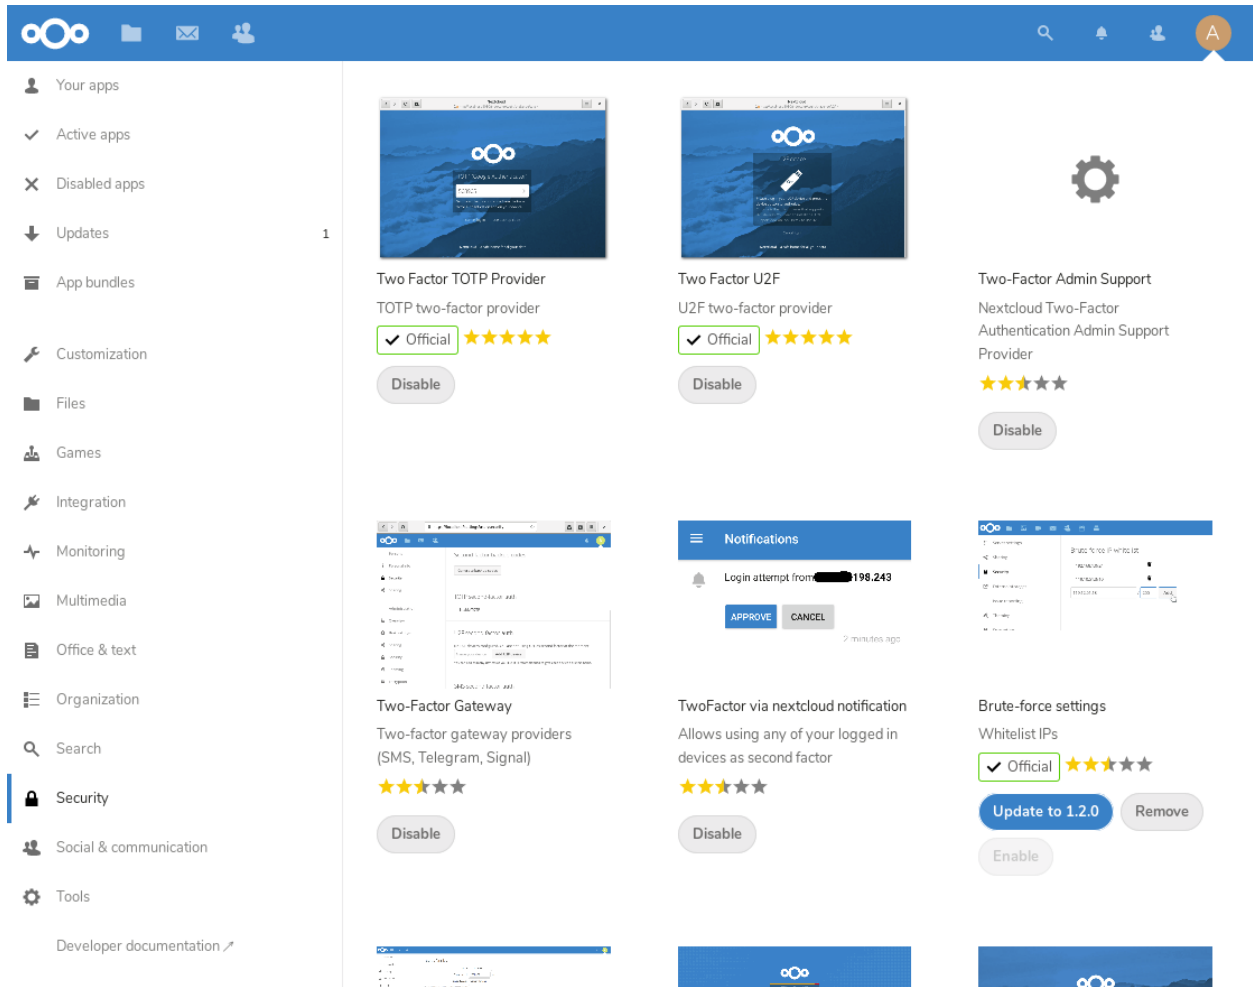 A
Your apps
Active apps
Disabled apps
Updates 1
App bundles
Customization
Files
Games
Integration
Monitoring
Multimedia
Office & text
Organization
Search
Security
Social & communication
Tools
Developer documentation ↗
Two Factor TOTP Provider
TOTP two-factor provider
Official
Disable
Two Factor U2F
U2F two-factor provider
Official
Disable
Two-Factor Admin Support
Nextcloud Two-Factor
Authentication Admin Support
Provider
Disable
Two-Factor Gateway
Two-factor gateway providers
(SMS, Telegram, Signal)
Disable
Notifications
Login attempt from 198.243
APPROVE CANCEL
2 minutes ago
TwoFactor via nextcloud notification
Allows using any of your logged in
devices as second factor
Disable
Brute force IP whitelist
Brute-force settings
Whitelist IPs
Official
Update to 1.2.0 Remove
Enable